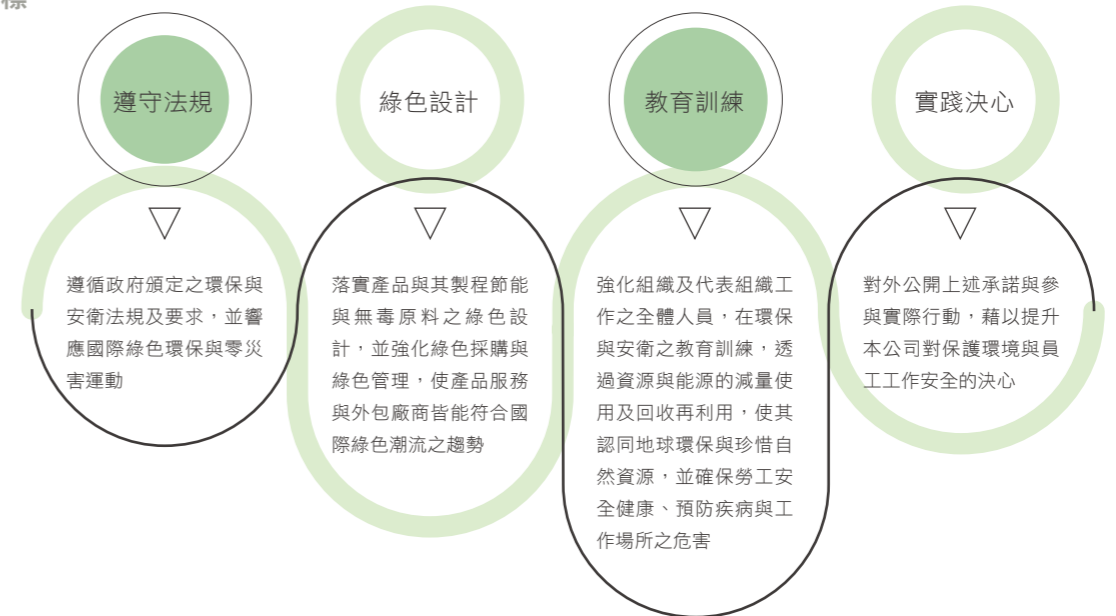 標
遵守法規
綠色設計
教育訓練
實踐決心
遵循政府頒定之環保與
安衛法規及要求，並響
應國際綠色環保與零災
害運動
落實產品與其製程節能
與無毒原料之綠色設
計，並強化綠色採購與
綠色管理，使產品服務
與外包廠商皆能符合國
際綠色潮流之趨勢
強化組織及代表組織工
作之全體人員，在環保
與安衛之教育訓練，透
過資源與能源的減量使
用及回收再利用，使其
認同地球環保與珍惜自
然資源，並確保勞工安
全健康、預防疾病與工
作場所之危害
對外公開上述承諾與參
與實際行動，藉以提升
本公司對保護環境與員
工工作安全的決心